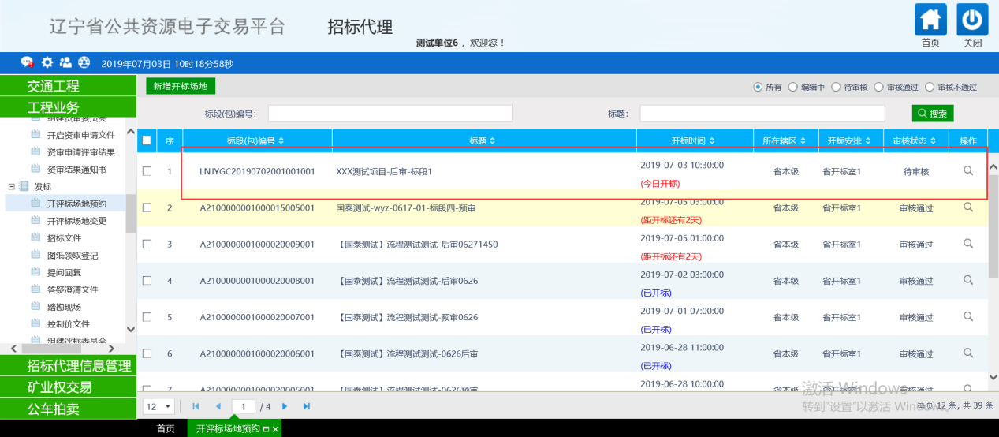 辽宁省公共资源电子交易平台 招标代理
测试单位6 ，欢迎您！
首页 关闭
2019年07月03日 10时18分58秒
交通工程
工程业务
组建资审委员会
开启资审申请文件
资审申请评审结果
资审结果通知书
发标
开评标场地预约
开评标场地变更
招标文件
图纸领取登记
提问回复
答疑澄清文件
踏勘现场
控制价文件
组建评标委员会
招标代理信息管理
矿业权交易
公车拍卖
新增开标场地
所有 编辑中 待审核 审核通过 审核不通过
标段(包)编号： 标题： 搜索
序 标段(包)编号 标题 开标时间 所在辖区 开标安排 审核状态 操作
1 LNJYGC20190702001001001 XXX测试项目-后审-标段1 2019-07-03 10:30:00 省本级 省开标室1 待审核
(今日开标)
2 A2100000001000015005001 国泰测试-wyz-0617-01-标段四-预审 2019-07-05 03:00:00 省本级 省开标室1 审核通过
(距开标还有2天)
3 A2100000001000020009001 【国泰测试】流程测试测试-后审06271450 2019-07-05 01:00:00 省本级 省开标室1 审核通过
(距开标还有2天)
4 A2100000001000020008001 【国泰测试】流程测试测试-后审0626 2019-07-02 03:00:00 省本级 省开标室1 审核通过
(已开标)
5 A2100000001000020007001 【国泰测试】流程测试测试-预审0626 2019-07-01 07:00:00 省本级 省开标室1 审核通过
(已开标)
6 A2100000001000020006001 【国泰测试】流程测试测试-0626后审 2019-06-28 11:00:00 省本级 省开标室1 审核通过
(已开标)
7 A2100000001000020005001 【国泰测试】流程测试测试-0626预审 2019-06-28 10:00:00 省本级 省开标室1 审核通过
激活 Windows
转到"设置"以激活 Windows。
12 1 / 4 每页 12 条, 共 39 条
首页 开评标场地预约